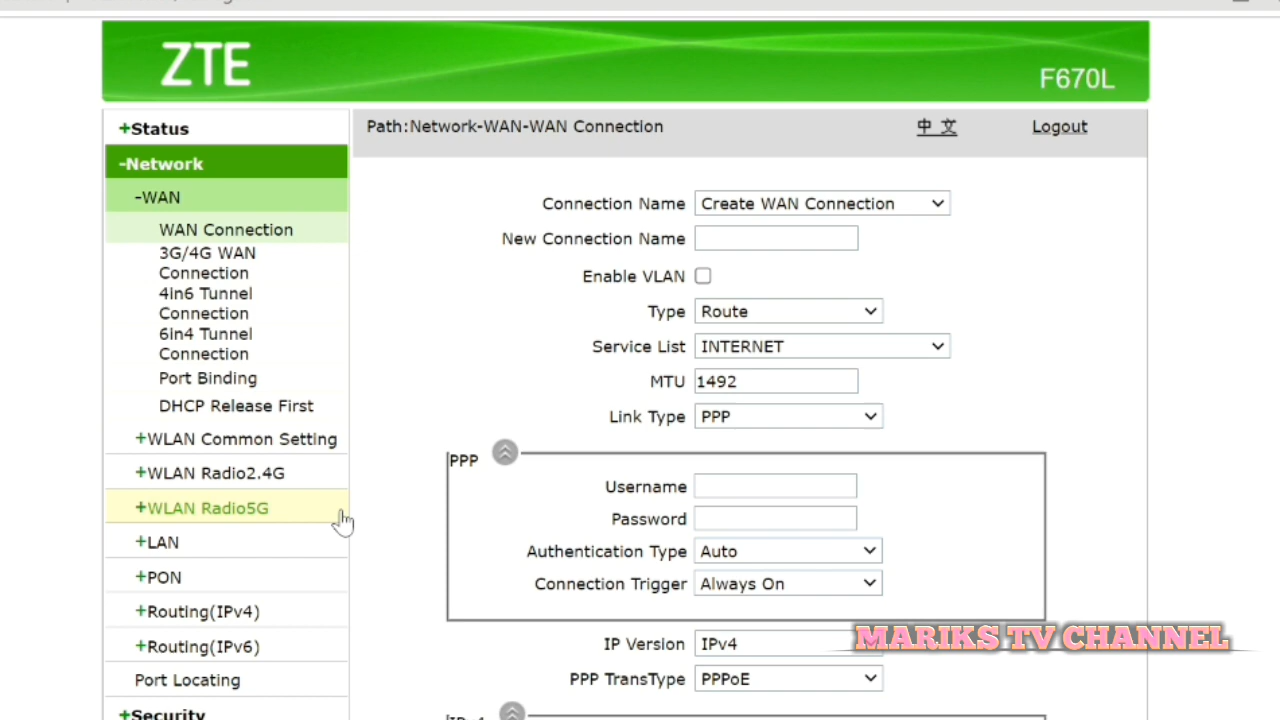 ZTE
F670L
+Status
-Network
-WAN
WAN Connection
3G/4G WAN
Connection
4In6 Tunnel
Connection
6In4 Tunnel
Connection
Port Binding
DHCP Release First
+WLAN Common Setting
+WLAN Radio2.4G
+WLAN Radio5G
+LAN
+PON
+Routing(IPv4)
+Routing(IPv6)
Port Locating
+Security
Path:Network-WAN-WAN Connection 中文 Logout
Connection Name Create WAN Connection
New Connection Name
Enable VLAN
Type Route
Service List INTERNET
MTU 1492
Link Type PPP
PPP
Username
Password
Authentication Type Auto
Connection Trigger Always On
IP Version IPv4
PPP TransType PPPoE
MARIKS TV CHANNEL